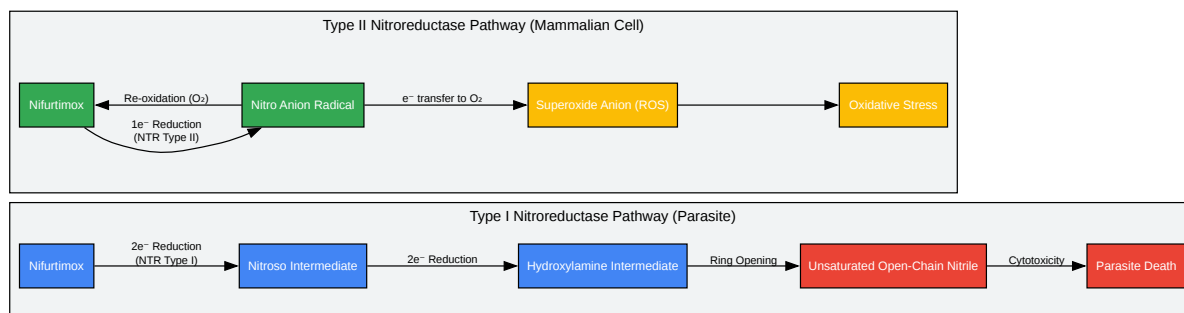 Type II Nitroreductase Pathway (Mammalian Cell)
Nifurtimox
Re-oxidation (O₂)
1e⁻ Reduction
(NTR Type II)
Nitro Anion Radical
e⁻ transfer to O₂
Superoxide Anion (ROS)
Oxidative Stress
Type I Nitroreductase Pathway (Parasite)
Nifurtimox
2e⁻ Reduction
(NTR Type I)
Nitroso Intermediate
2e⁻ Reduction
Hydroxylamine Intermediate
Ring Opening
Unsaturated Open-Chain Nitrile
Cytotoxicity
Parasite Death